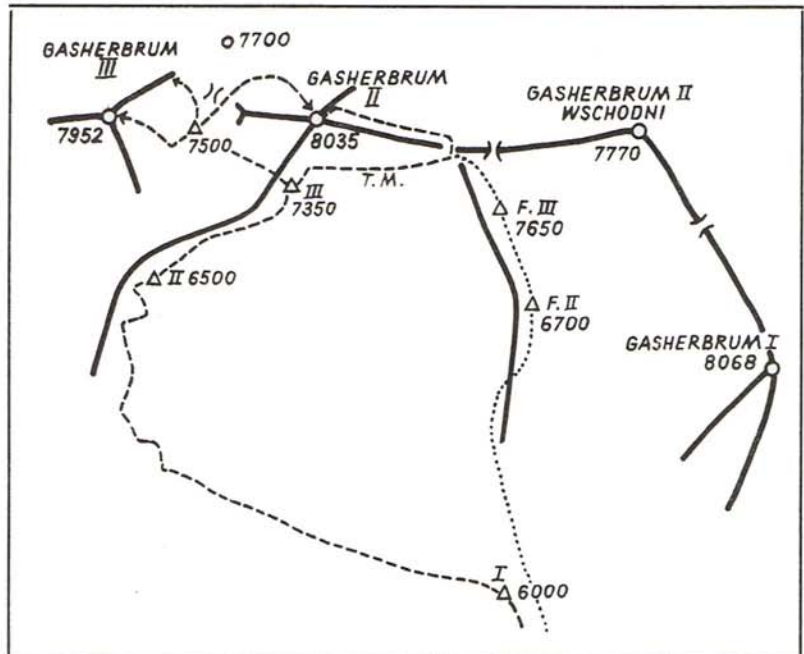 GASHERBRUM
III
7700
GASHERBRUM
II
GASHERBRUM II
WSCHODNI
7952
7500
8035
7770
T.M.
III
7350
F. III
7650
II 6500
F. II
6700
GASHERBRUM I
8068
I
6000